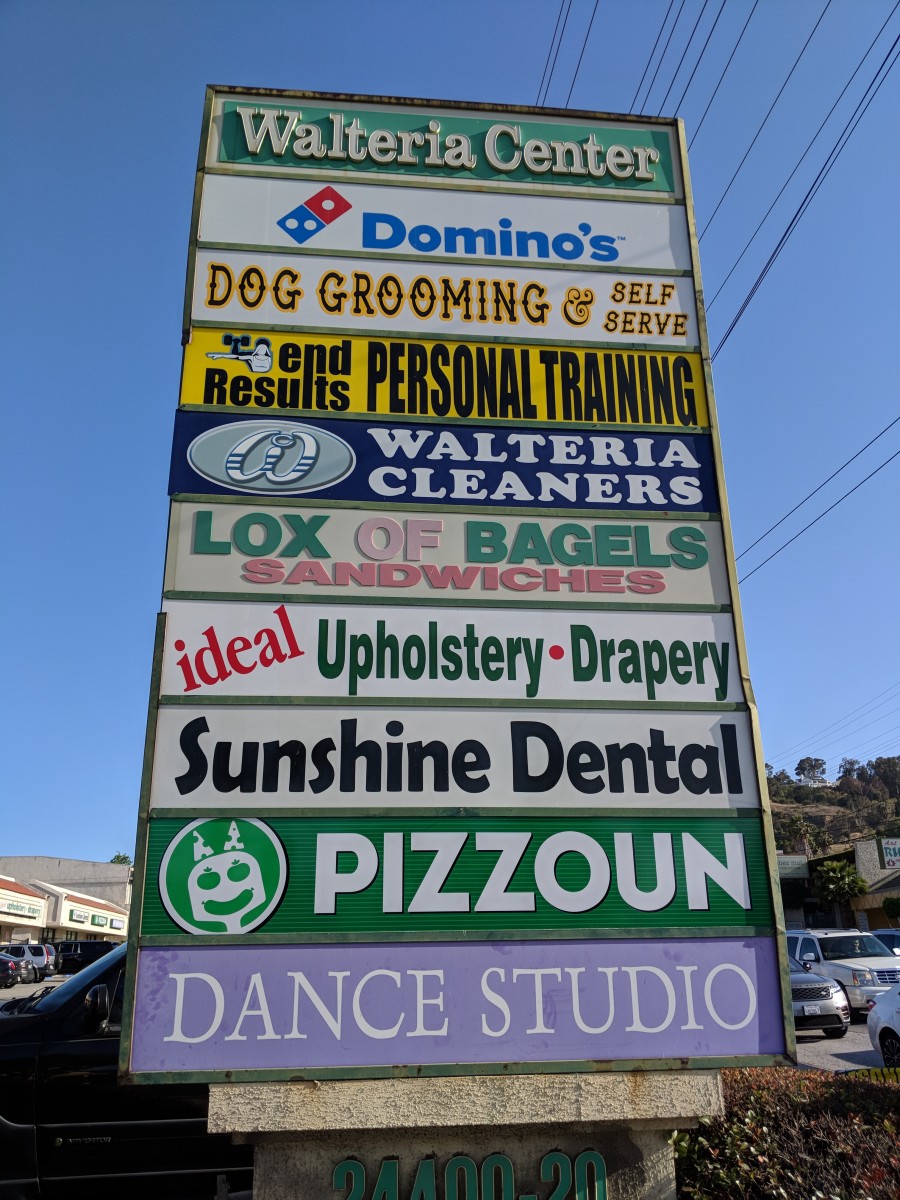 Walteria Center
Domino's™
DOG GROOMING & SELF SERVE
end Results PERSONAL TRAINING
WALTERIA
CLEANERS
LOX OF BAGELS
SANDWICHES
ideal Upholstery • Drapery
Sunshine Dental
PIZZOUN
DANCE STUDIO
24400-20